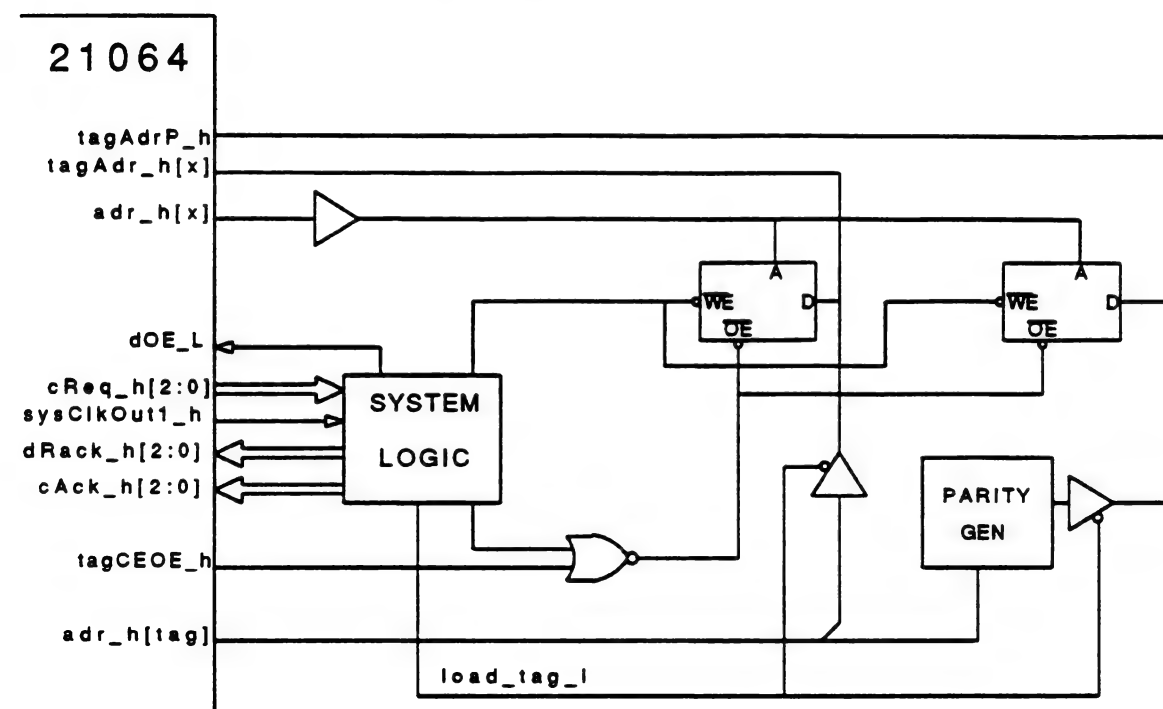 21064
tagAdrP_h
tagAdr_h[x]
adr_h[x]
A
A
WE
D
OE
WE
D
OE
dOE_L
cReq_h[2:0]
sysClkOut1_h
dRack_h[2:0]
cAck_h[2:0]
SYSTEM
LOGIC
PARITY
GEN
tagCEOE_h
adr_h[tag]
load_tag_l